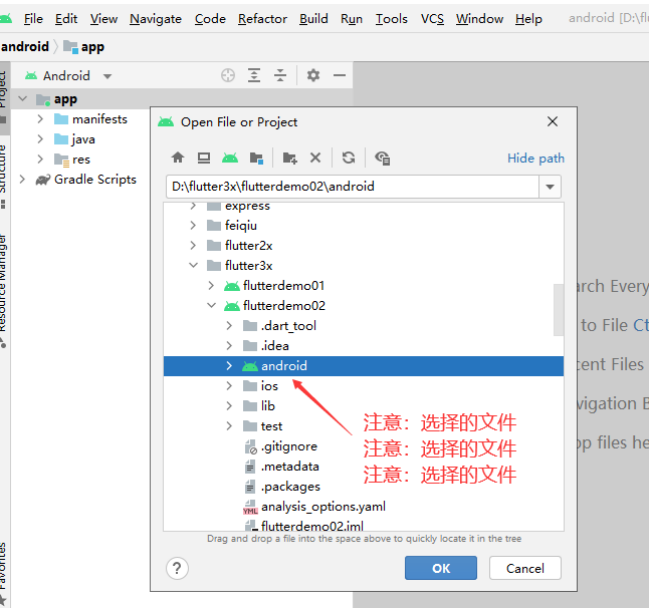 File Edit View Navigate Code Refactor Build Run Tools VCS Window Help android [D:\fl
android app
Project
Android
app
manifests
java
res
Gradle Scripts
Structure
Resource Manager
Favorites
Open File or Project
Hide path
D:\flutter3x\flutterdemo02\android
express
feiqiu
flutter2x
flutter3x
flutterdemo01
flutterdemo02
.dart_tool
.idea
android
ios
lib
test
.gitignore
.metadata
.packages
analysis_options.yaml
flutterdemo02.iml
注意：选择的文件
注意：选择的文件
注意：选择的文件
Drag and drop a file into the space above to quickly locate it in the tree
? OK Cancel
arch Every
to File Ct
cent Files
vigation B
op files he